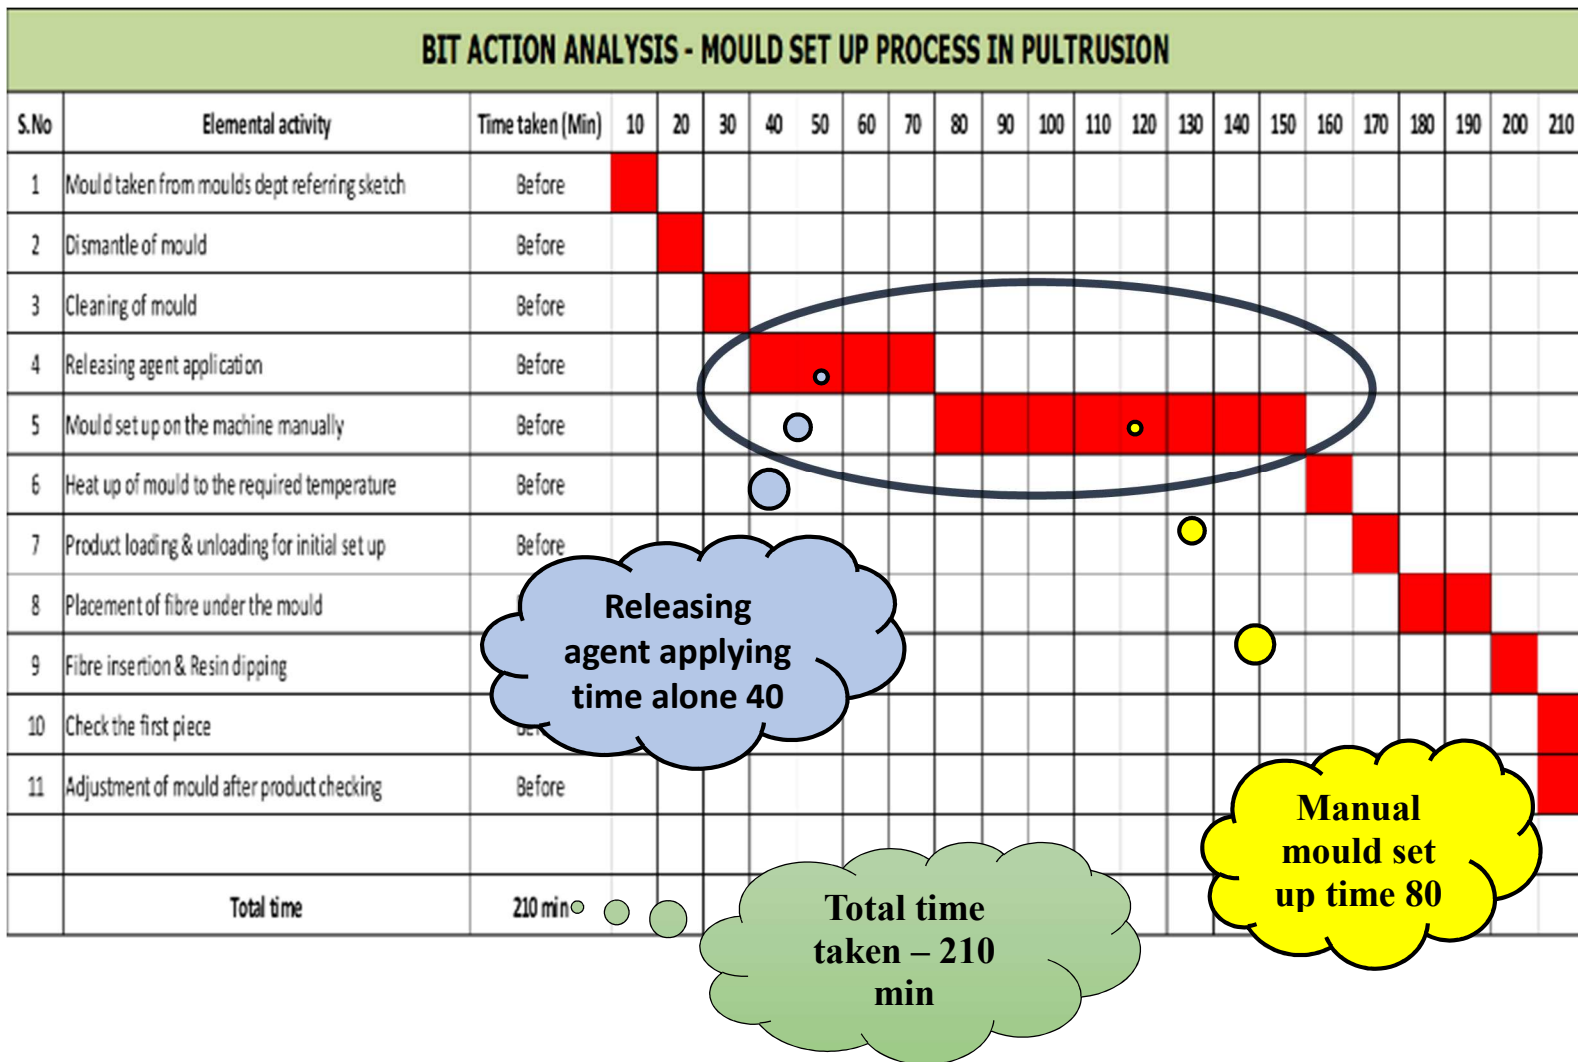 BIT ACTION ANALYSIS - MOULD SET UP PROCESS IN PULTRUSION
S.No Elemental activity Time taken (Min) 10 20 30 40 50 60 70 80 90 100 110 120 130 140 150 160 170 180 190 200 210
1 Mould taken from moulds dept referring sketch Before
2 Dismantle of mould Before
3 Cleaning of mould Before
4 Releasing agent application Before
5 Mould set up on the machine manually Before
6 Heat up of mould to the required temperature Before
7 Product loading & unloading for initial set up Before
8 Placement of fibre under the mould
9 Fibre insertion & Resin dipping
10 Check the first piece
11 Adjustment of mould after product checking Before
Total time 210 min
Releasing
agent applying
time alone 40
Manual
mould set
up time 80
Total time
taken – 210
min